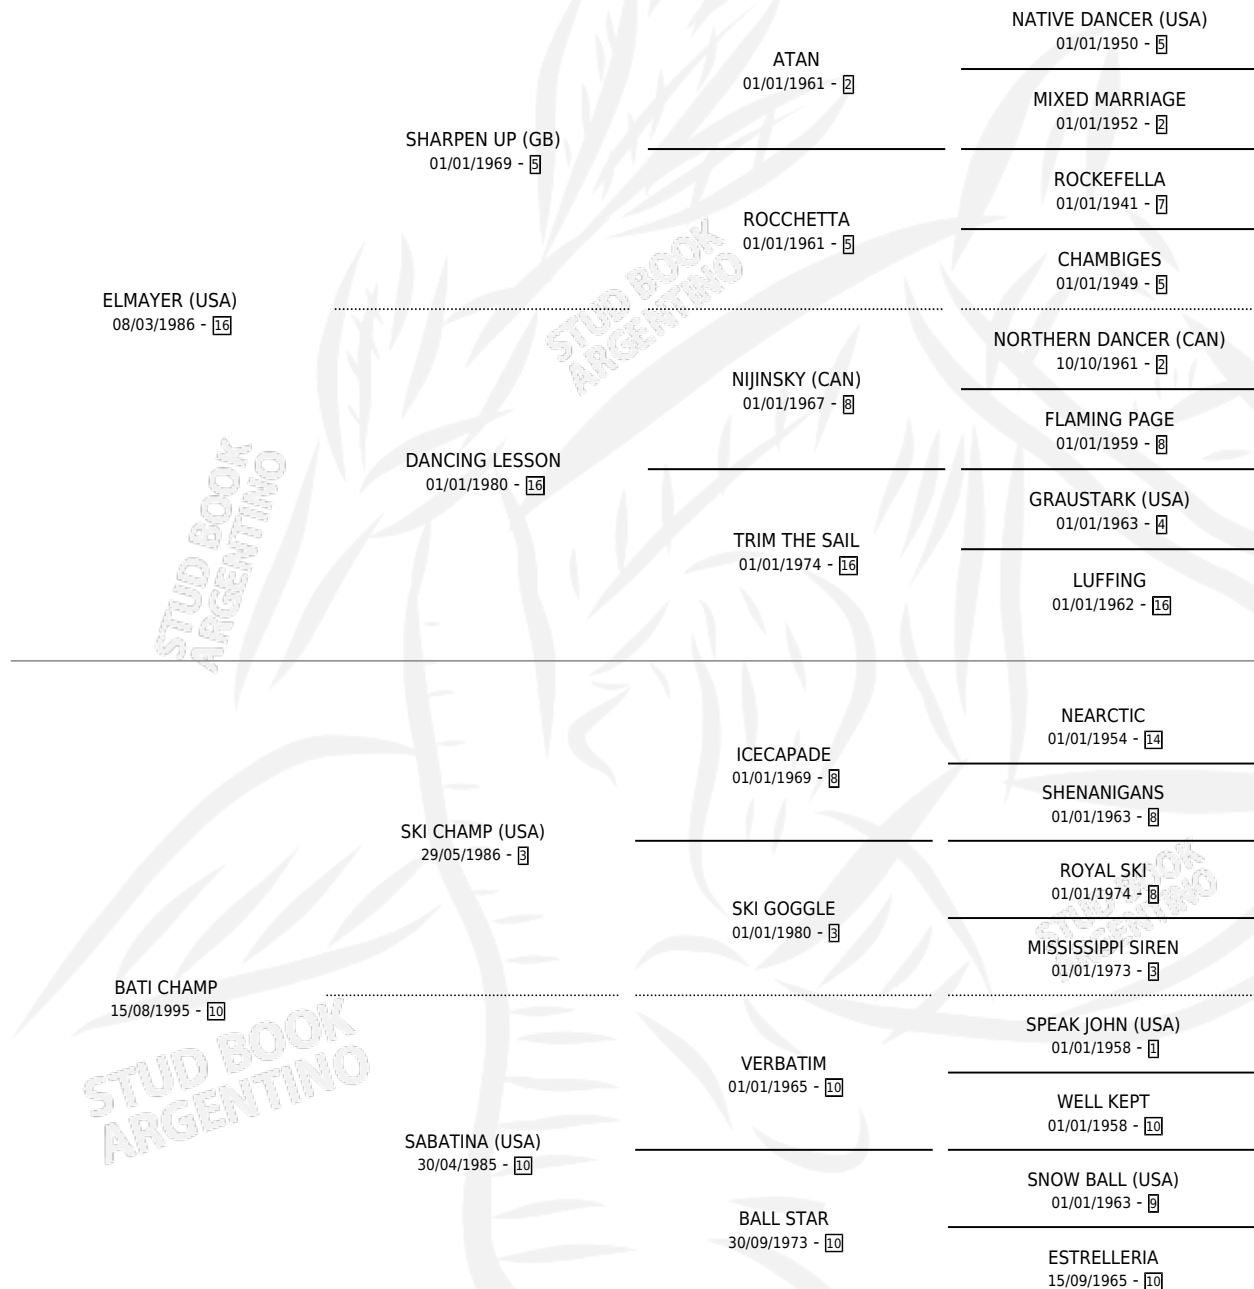 NATIVE DANCER (USA)
01/01/1950 - 5
ATAN
01/01/1961 - 2
MIXED MARRIAGE
01/01/1952 - 2
SHARPEN UP (GB)
01/01/1969 - 5
ROCKEFELLA
01/01/1941 - 7
ROCCHETTA
01/01/1961 - 5
CHAMBIGES
01/01/1949 - 5
ELMAYER (USA)
08/03/1986 - 16
NORTHERN DANCER (CAN)
10/10/1961 - 2
NIJINSKY (CAN)
01/01/1967 - 8
FLAMING PAGE
01/01/1959 - 8
DANCING LESSON
01/01/1980 - 16
GRAUSTARK (USA)
01/01/1963 - 4
TRIM THE SAIL
01/01/1974 - 16
LUFFING
01/01/1962 - 16
NEARCTIC
01/01/1954 - 14
ICECAPADE
01/01/1969 - 8
SHENANIGANS
01/01/1963 - 8
SKI CHAMP (USA)
29/05/1986 - 3
ROYAL SKI
01/01/1974 - 8
SKI GOGGLE
01/01/1980 - 3
MISSISSIPPI SIREN
01/01/1973 - 3
BATI CHAMP
15/08/1995 - 10
SPEAK JOHN (USA)
01/01/1958 - 1
VERBATIM
01/01/1965 - 10
WELL KEPT
01/01/1958 - 10
SABATINA (USA)
30/04/1985 - 10
SNOW BALL (USA)
01/01/1963 - 9
BALL STAR
30/09/1973 - 10
ESTRELLERIA
15/09/1965 - 10
STUD BOOK
ARGENTINO
STUD BOOK
ARGENTINO
STUD BOOK
ARGENTINO
STUD BOOK
ARGENTINO